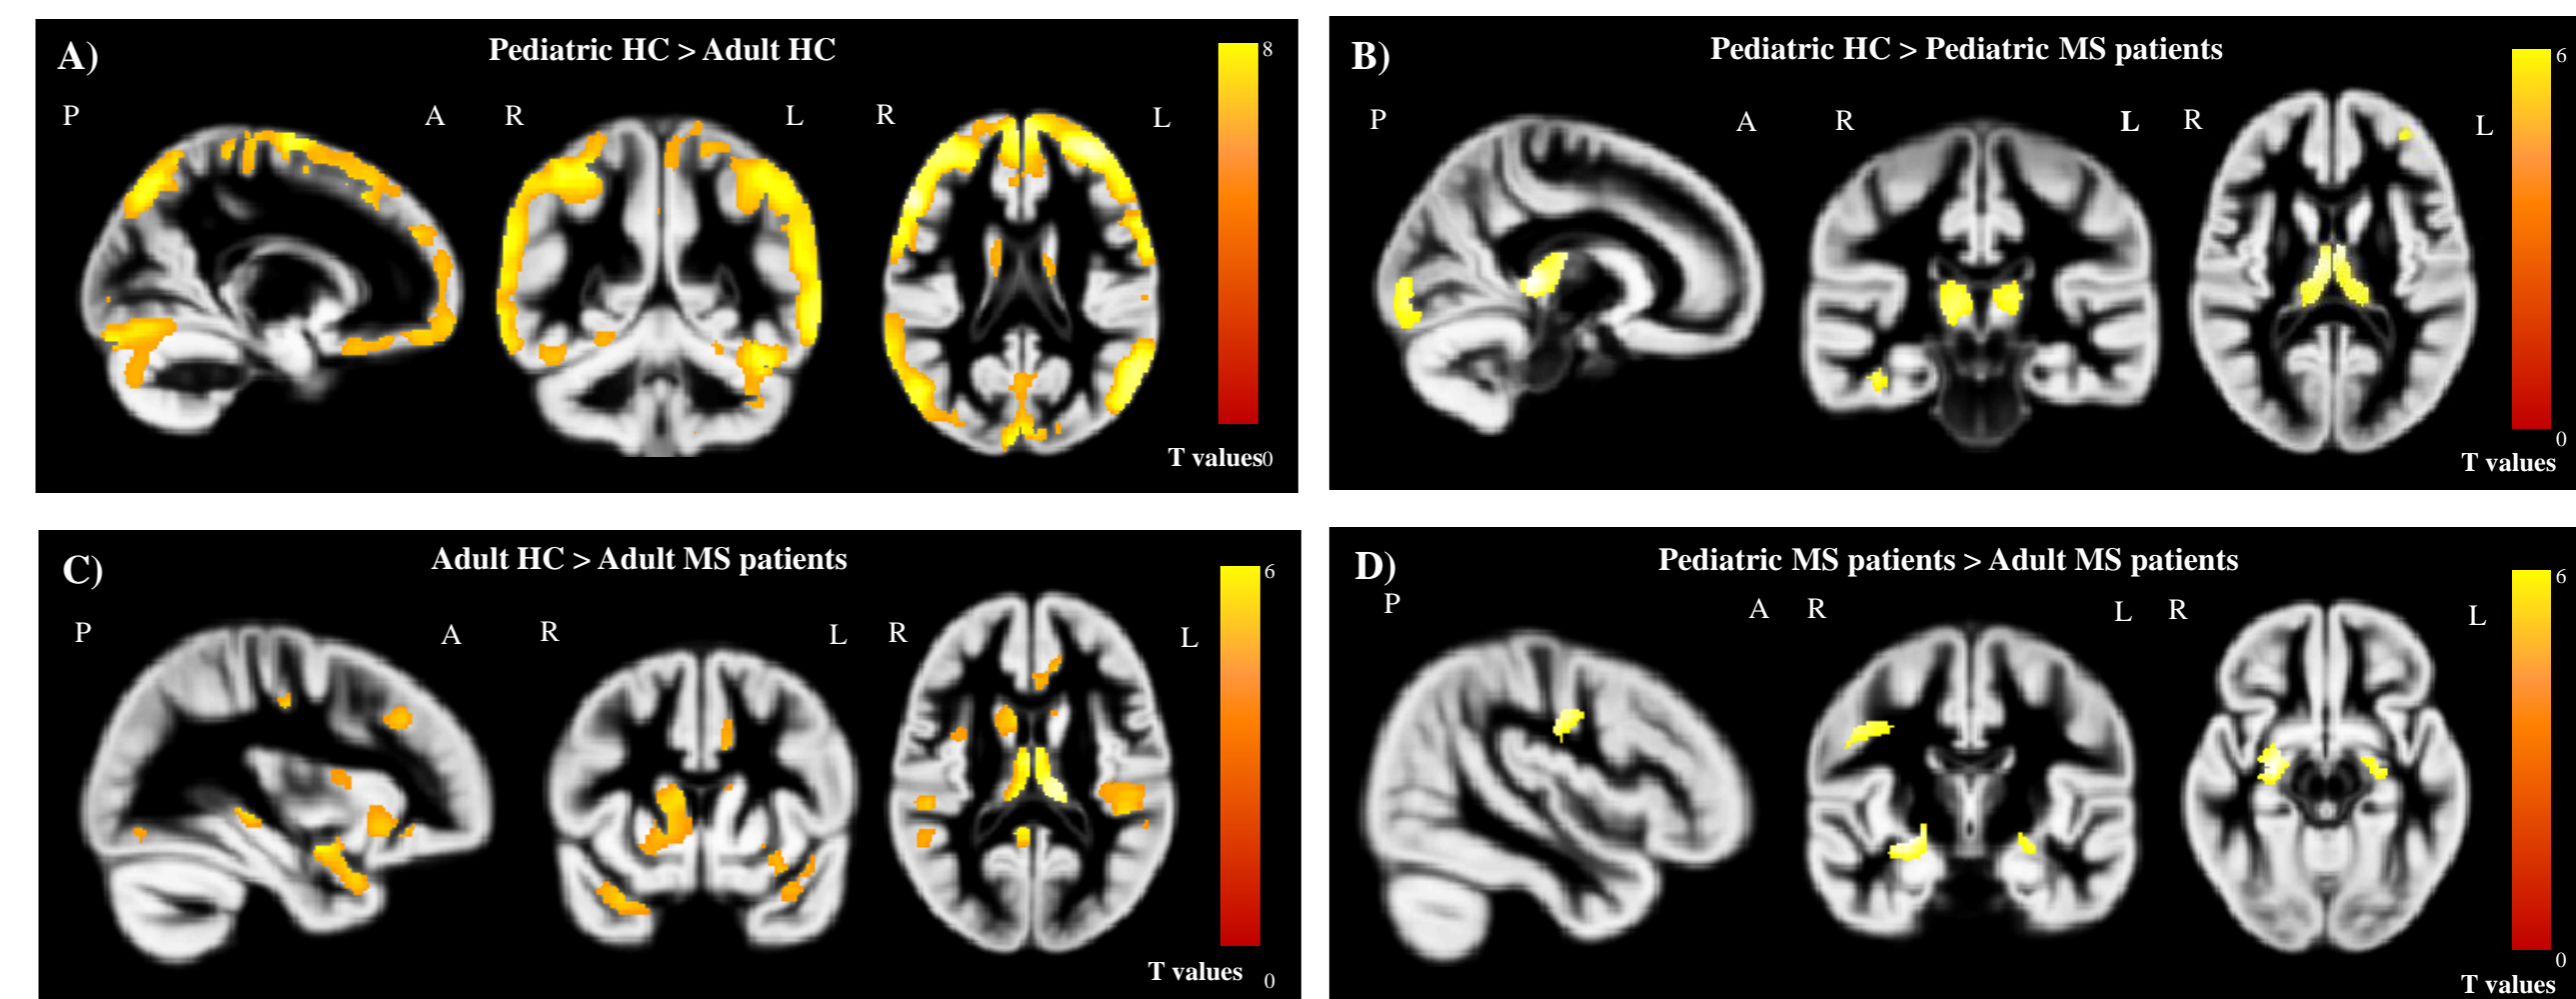 A)
Pediatric HC > Adult HC
8
P
A
R
L
R
L
T values0
B)
Pediatric HC > Pediatric MS patients
6
P
A
R
L
R
L
0
T values
C)
Adult HC > Adult MS patients
6
P
A
R
L
R
L
T values 0
D)
Pediatric MS patients > Adult MS patients
6
P
A
R
L
R
L
0
T values